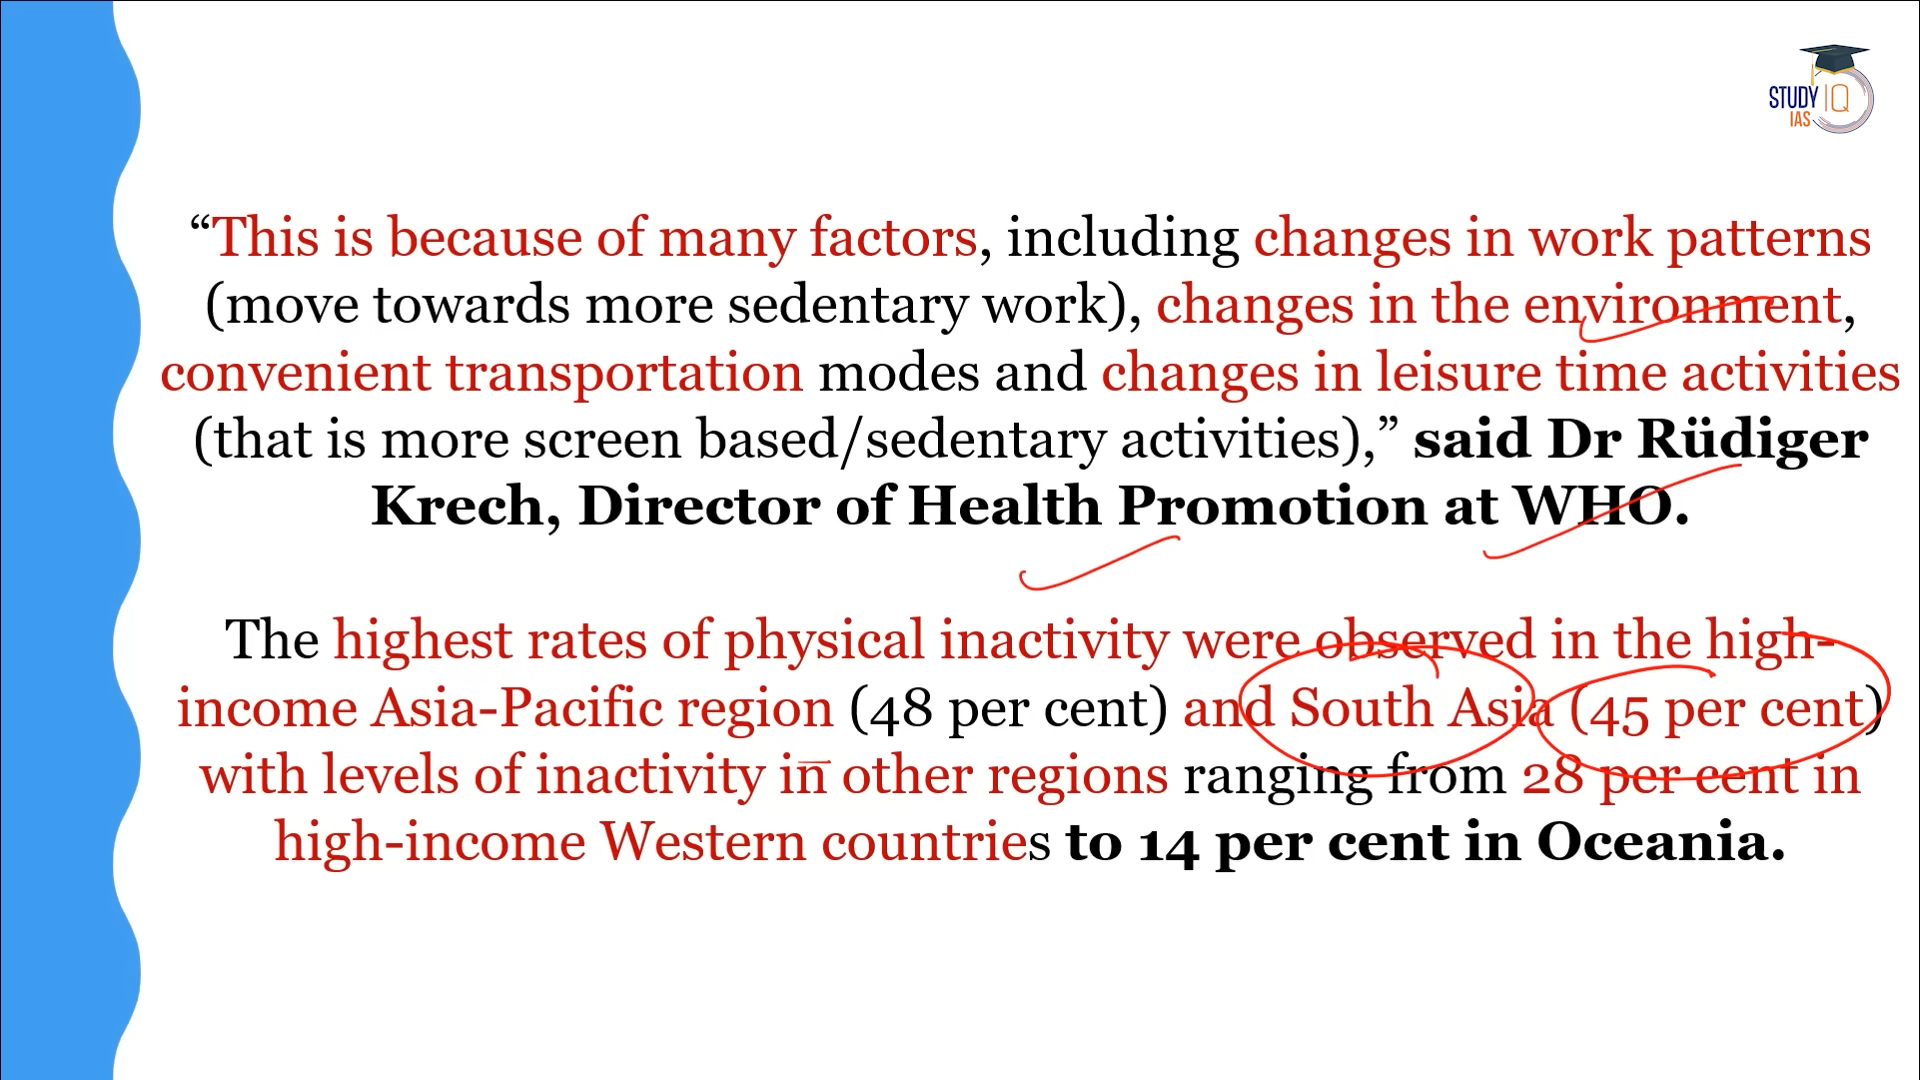 STUDY IQ
IAS
“This is because of many factors, including changes in work patterns
(move towards more sedentary work), changes in the environment,
convenient transportation modes and changes in leisure time activities
(that is more screen based/sedentary activities),” said Dr Rüdiger
Krech, Director of Health Promotion at WHO.
The highest rates of physical inactivity were observed in the high-
income Asia-Pacific region (48 per cent) and South Asia (45 per cent)
with levels of inactivity in other regions ranging from 28 per cent in
high-income Western countries to 14 per cent in Oceania.